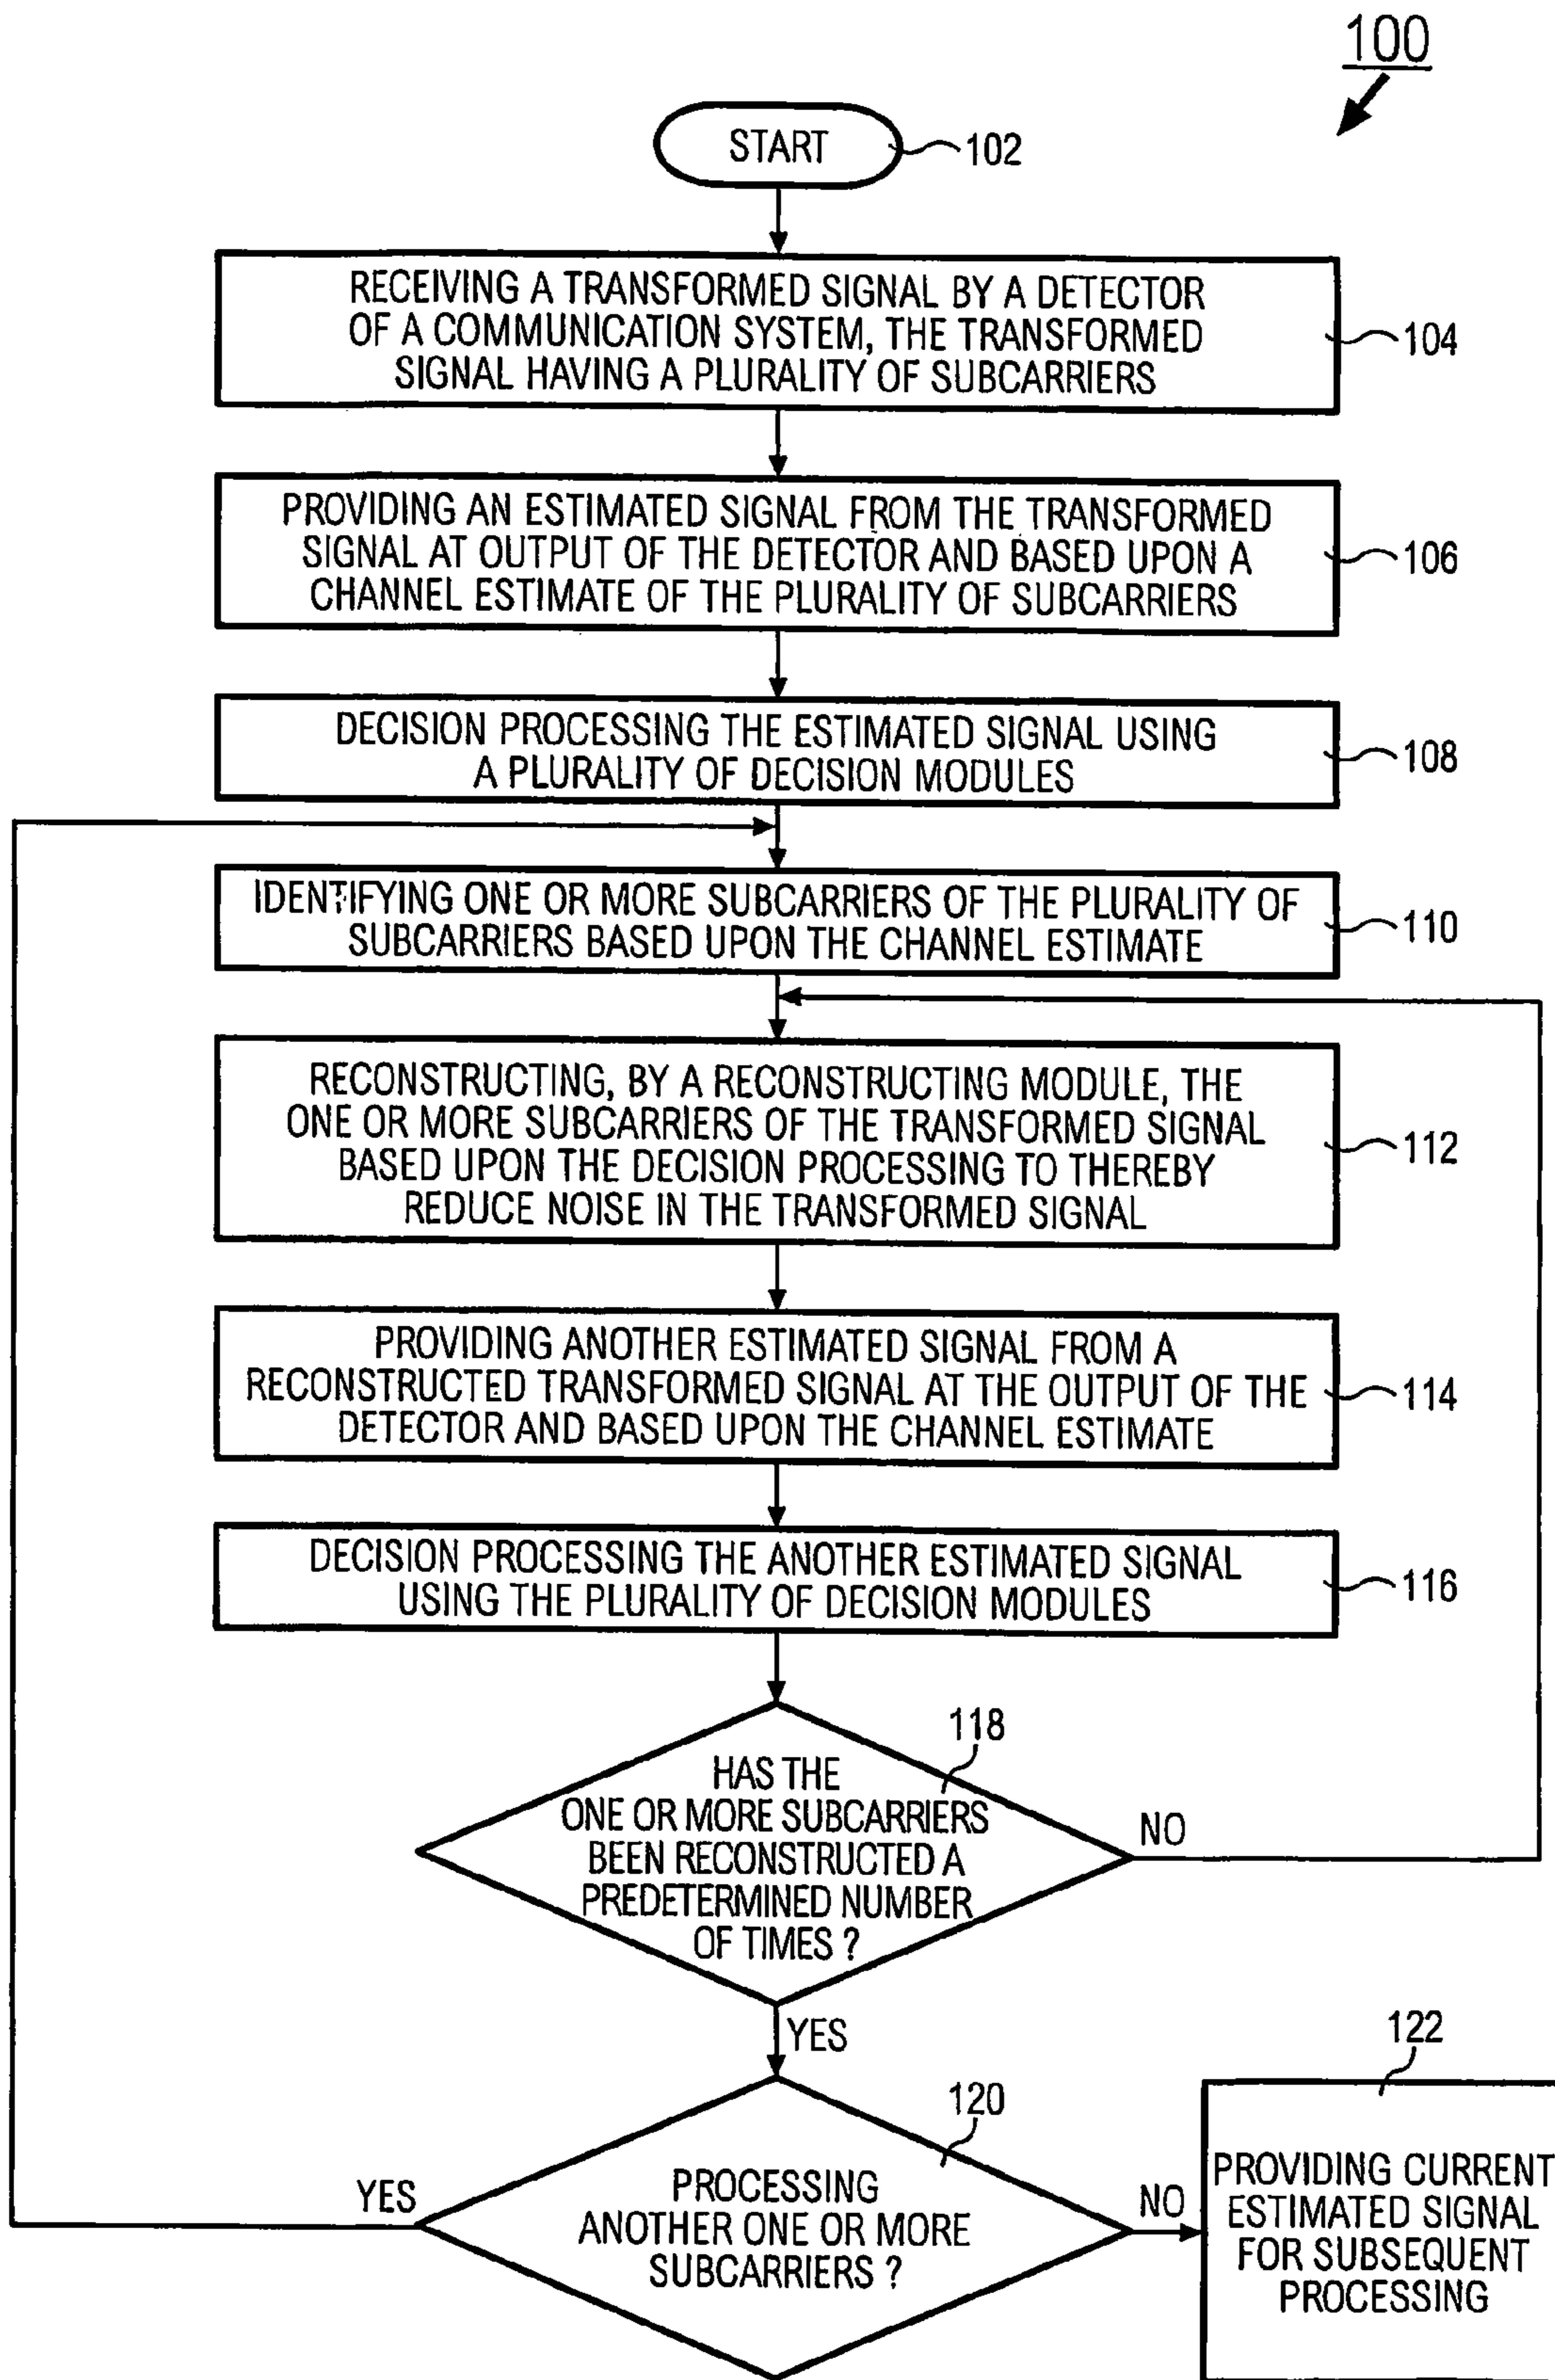 100
START
102
RECEIVING A TRANSFORMED SIGNAL BY A DETECTOR
OF A COMMUNICATION SYSTEM, THE TRANSFORMED
SIGNAL HAVING A PLURALITY OF SUBCARRIERS
104
PROVIDING AN ESTIMATED SIGNAL FROM THE TRANSFORMED
SIGNAL AT OUTPUT OF THE DETECTOR AND BASED UPON A
CHANNEL ESTIMATE OF THE PLURALITY OF SUBCARRIERS
106
DECISION PROCESSING THE ESTIMATED SIGNAL USING
A PLURALITY OF DECISION MODULES
108
IDENTIFYING ONE OR MORE SUBCARRIERS OF THE PLURALITY OF
SUBCARRIERS BASED UPON THE CHANNEL ESTIMATE
110
RECONSTRUCTING, BY A RECONSTRUCTING MODULE, THE
ONE OR MORE SUBCARRIERS OF THE TRANSFORMED SIGNAL
BASED UPON THE DECISION PROCESSING TO THEREBY
REDUCE NOISE IN THE TRANSFORMED SIGNAL
112
PROVIDING ANOTHER ESTIMATED SIGNAL FROM A
RECONSTRUCTED TRANSFORMED SIGNAL AT THE OUTPUT OF THE
DETECTOR AND BASED UPON THE CHANNEL ESTIMATE
114
DECISION PROCESSING THE ANOTHER ESTIMATED SIGNAL
USING THE PLURALITY OF DECISION MODULES
116
118
HAS THE
ONE OR MORE SUBCARRIERS
BEEN RECONSTRUCTED A
PREDETERMINED NUMBER
OF TIMES ?
NO
YES
120
PROCESSING
ANOTHER ONE OR MORE
SUBCARRIERS ?
YES
NO
122
PROVIDING CURRENT
ESTIMATED SIGNAL
FOR SUBSEQUENT
PROCESSING